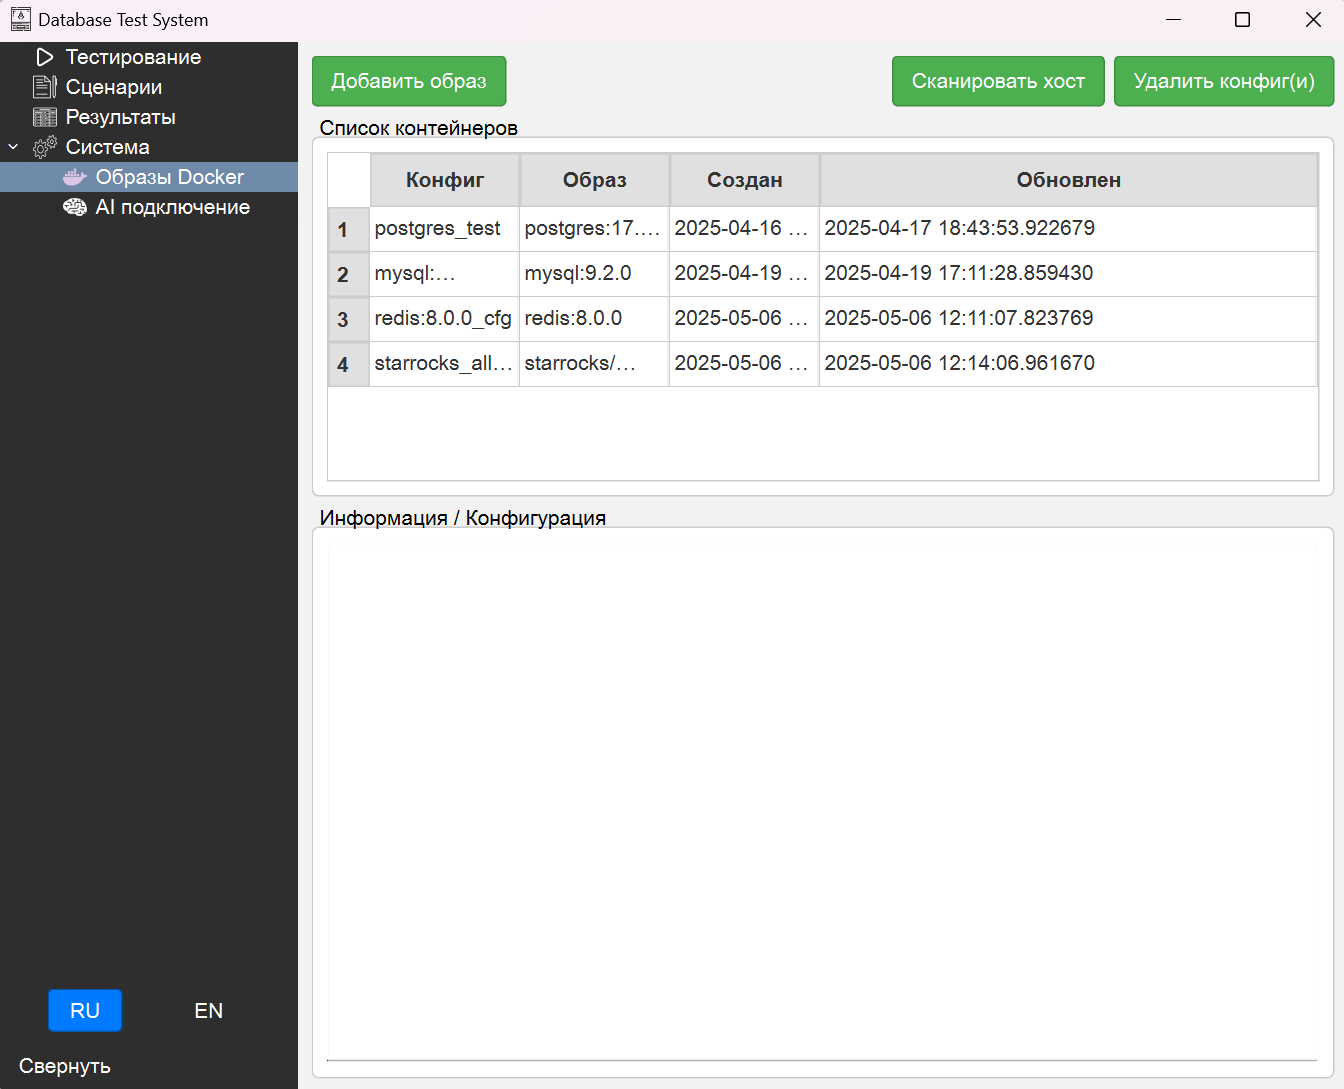 Database Test System
Тестирование
Сценарии
Результаты
Система
Образы Docker
AI подключение
RU EN
Свернуть
Добавить образ Сканировать хост Удалить конфиг(и)
Список контейнеров
Конфиг Образ Создан Обновлен
1 postgres_test postgres:17.… 2025-04-16 … 2025-04-17 18:43:53.922679
2 mysql:… mysql:9.2.0 2025-04-19 … 2025-04-19 17:11:28.859430
3 redis:8.0.0_cfg redis:8.0.0 2025-05-06 … 2025-05-06 12:11:07.823769
4 starrocks_all… starrocks/… 2025-05-06 … 2025-05-06 12:14:06.961670
Информация / Конфигурация